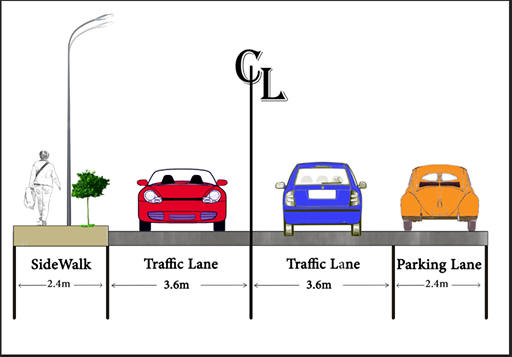 CL
SideWalk Traffic Lane Traffic Lane Parking Lane
2.4m 3.6m 3.6m 2.4m